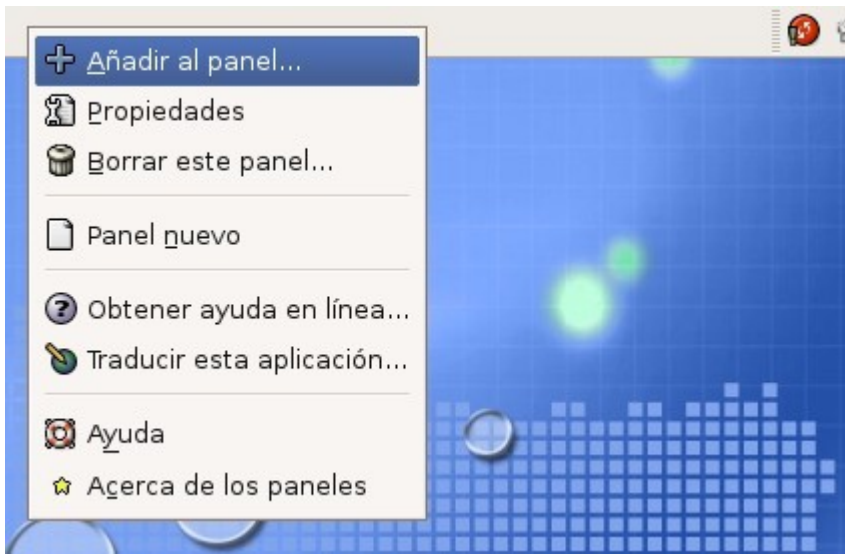 Añadir al panel...
Propiedades
Borrar este panel...
Panel nuevo
Obtener ayuda en línea...
Traducir esta aplicación...
Ayuda
Acerca de los paneles